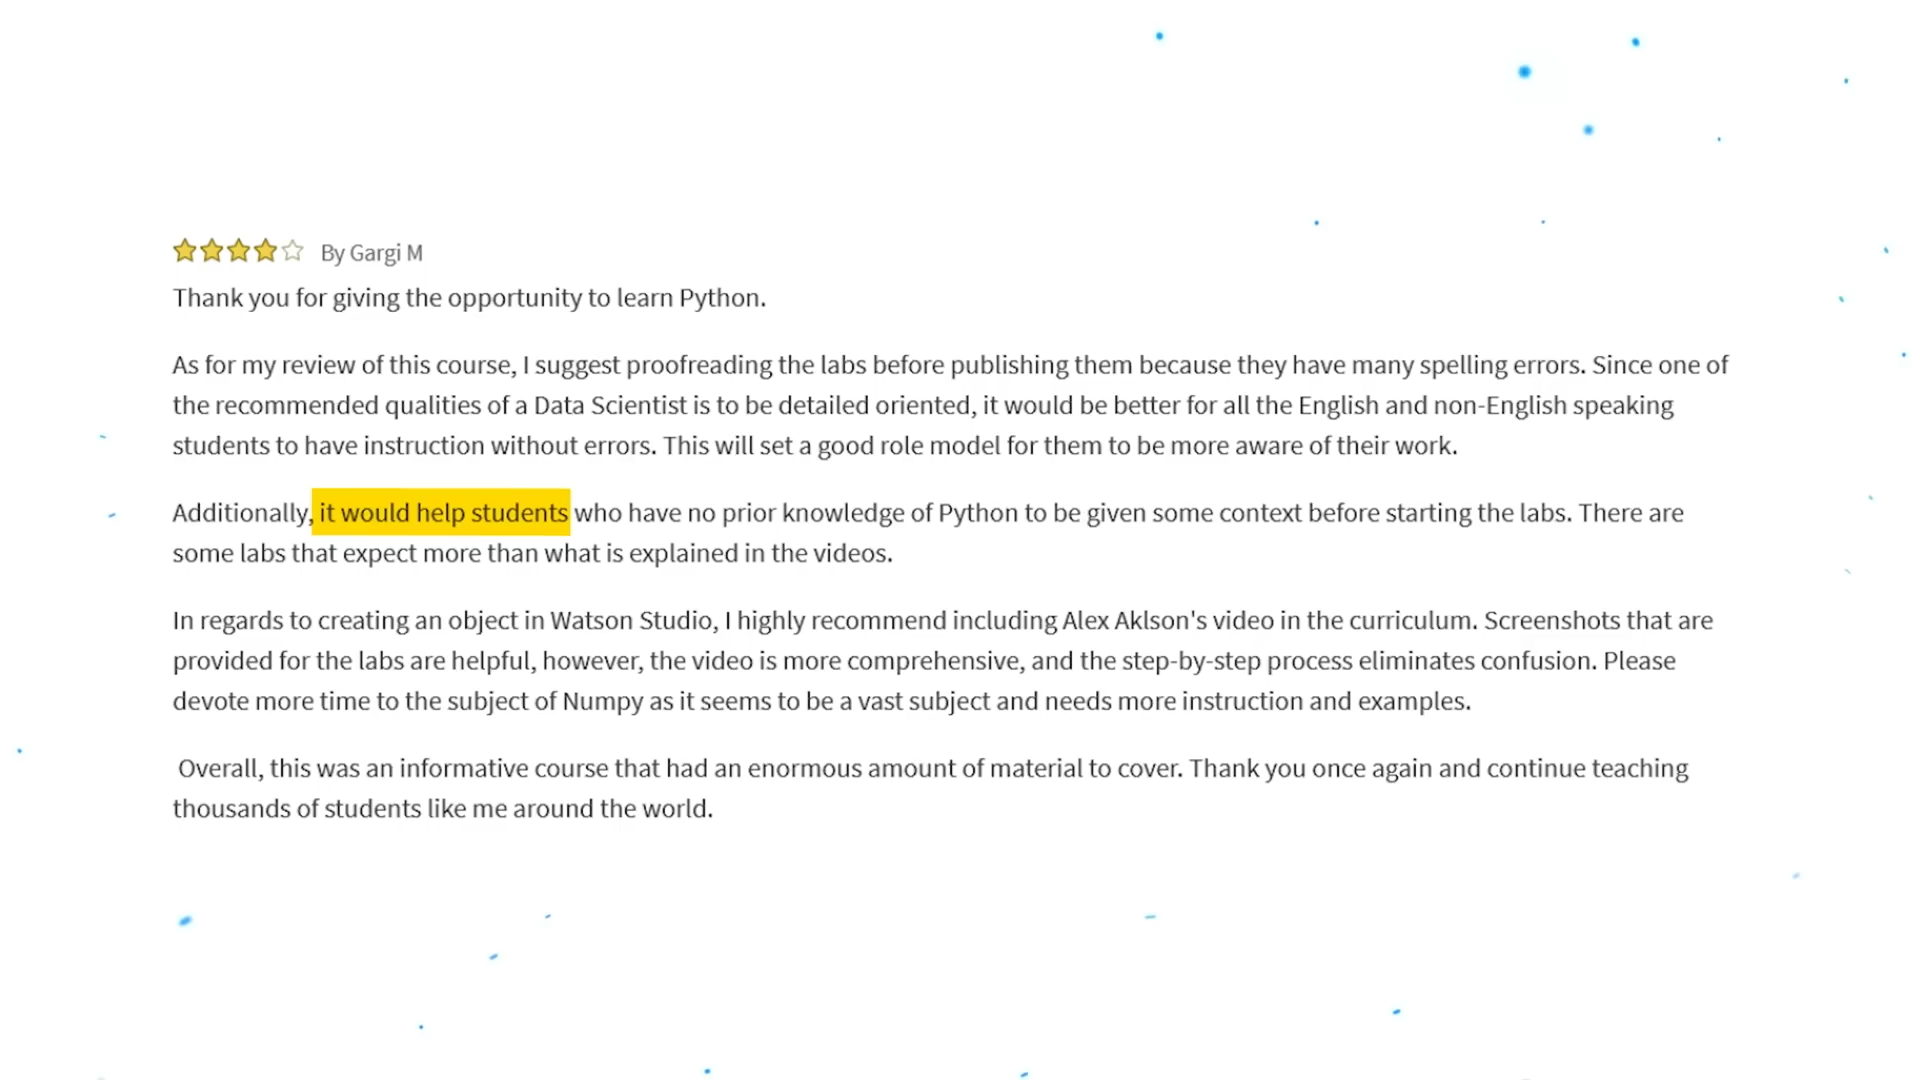 By Gargi M
Thank you for giving the opportunity to learn Python.
As for my review of this course, I suggest proofreading the labs before publishing them because they have many spelling errors. Since one of
the recommended qualities of a Data Scientist is to be detailed oriented, it would be better for all the English and non-English speaking
students to have instruction without errors. This will set a good role model for them to be more aware of their work.
Additionally, it would help students who have no prior knowledge of Python to be given some context before starting the labs. There are
some labs that expect more than what is explained in the videos.
In regards to creating an object in Watson Studio, I highly recommend including Alex Aklson's video in the curriculum. Screenshots that are
provided for the labs are helpful, however, the video is more comprehensive, and the step-by-step process eliminates confusion. Please
devote more time to the subject of Numpy as it seems to be a vast subject and needs more instruction and examples.
Overall, this was an informative course that had an enormous amount of material to cover. Thank you once again and continue teaching
thousands of students like me around the world.